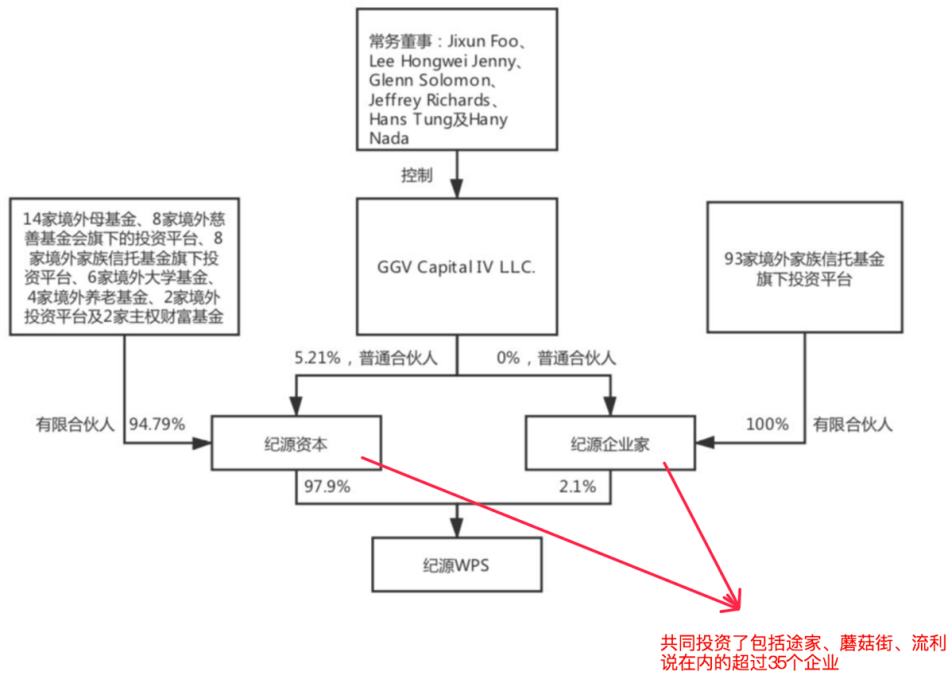 常务董事：Jixun Foo、
Lee Hongwei Jenny、
Glenn Solomon、
Jeffrey Richards、
Hans Tung及Hany
Nada
控制
14家境外母基金、8家境外慈
善基金会旗下的投资平台、8
家境外家族信托基金旗下投
资平台、6家境外大学基金、
4家境外养老基金、2家境外
投资平台及2家主权财富基金
GGV Capital IV LLC.
93家境外家族信托基金
旗下投资平台
5.21%，普通合伙人
0%，普通合伙人
有限合伙人
94.79%
纪源资本
纪源企业家
100%
有限合伙人
97.9%
2.1%
纪源WPS
共同投资了包括途家、蘑菇街、流利
说在内的超过35个企业